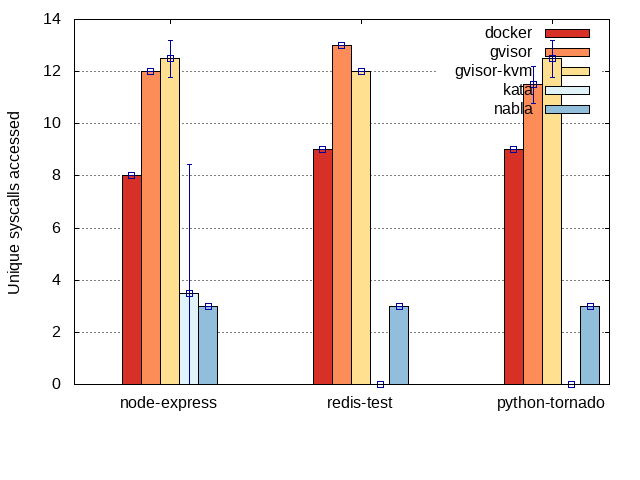 Unique syscalls accessed
14
12
10
8
6
4
2
0
docker
gvisor
gvisor-kvm
kata
nabla
node-express
redis-test
python-tornado